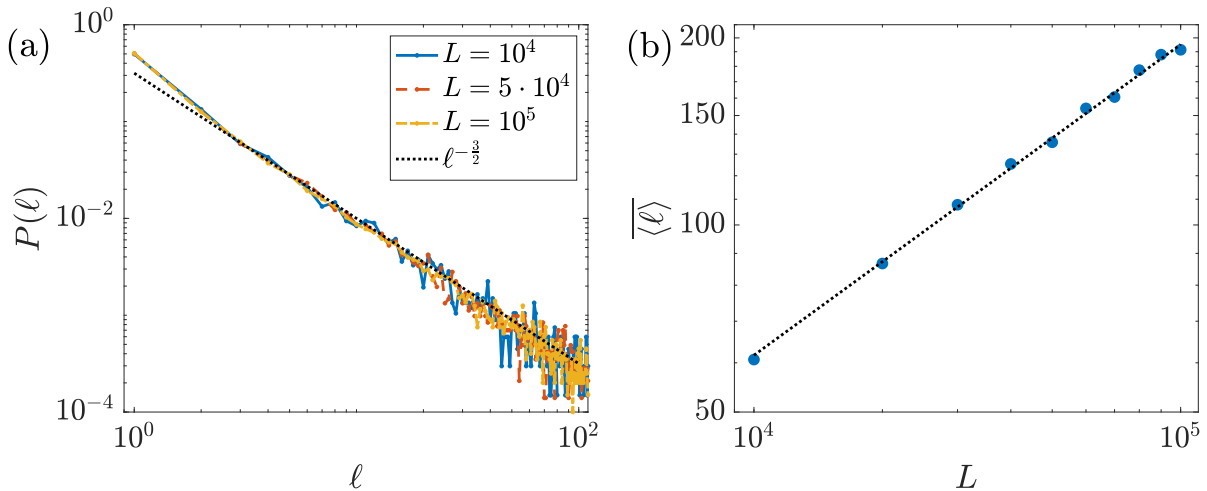 (a)
10^0
10^{-2}
10^{-4}
P(ℓ)
L = 10^4
L = 5 · 10^4
L = 10^5
ℓ^{-\frac{3}{2}}
10^0
10^2
ℓ
(b)
200
150
100
50
\overline{⟨ℓ⟩}
10^4
10^5
L